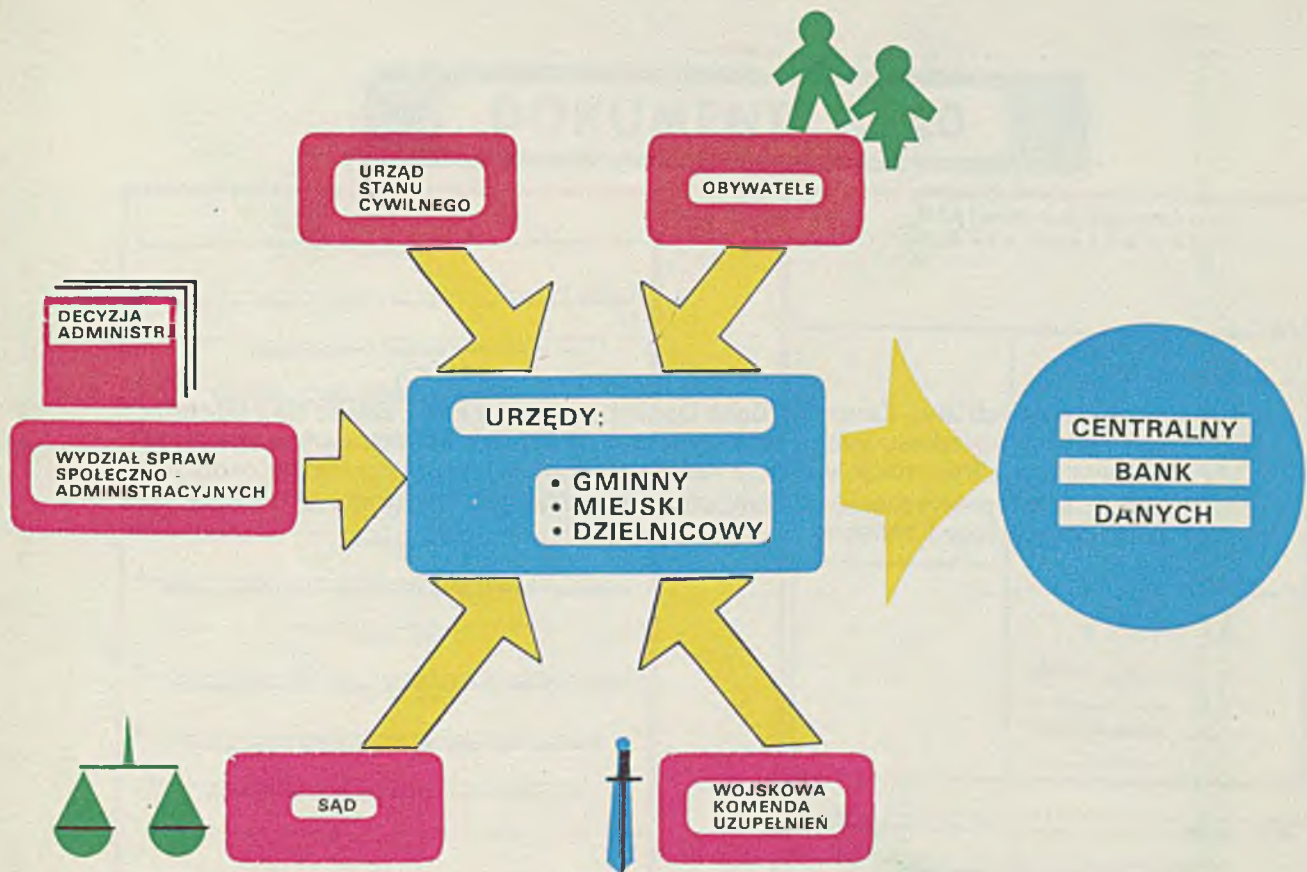 URZĄD
STANU
CYWILNEGO
OBYWATELE
DECYZJA
ADMINISTR.
WYDZIAŁ SPRAW
SPOŁECZNO -
ADMINISTRACYJNYCH
URZĘDY:
• GMINNY
• MIEJSKI
• DZIELNICOWY
CENTRALNY
BANK
DANYCH
SĄD
WOJSKOWA
KOMENDA
UZUPEŁNIEŃ